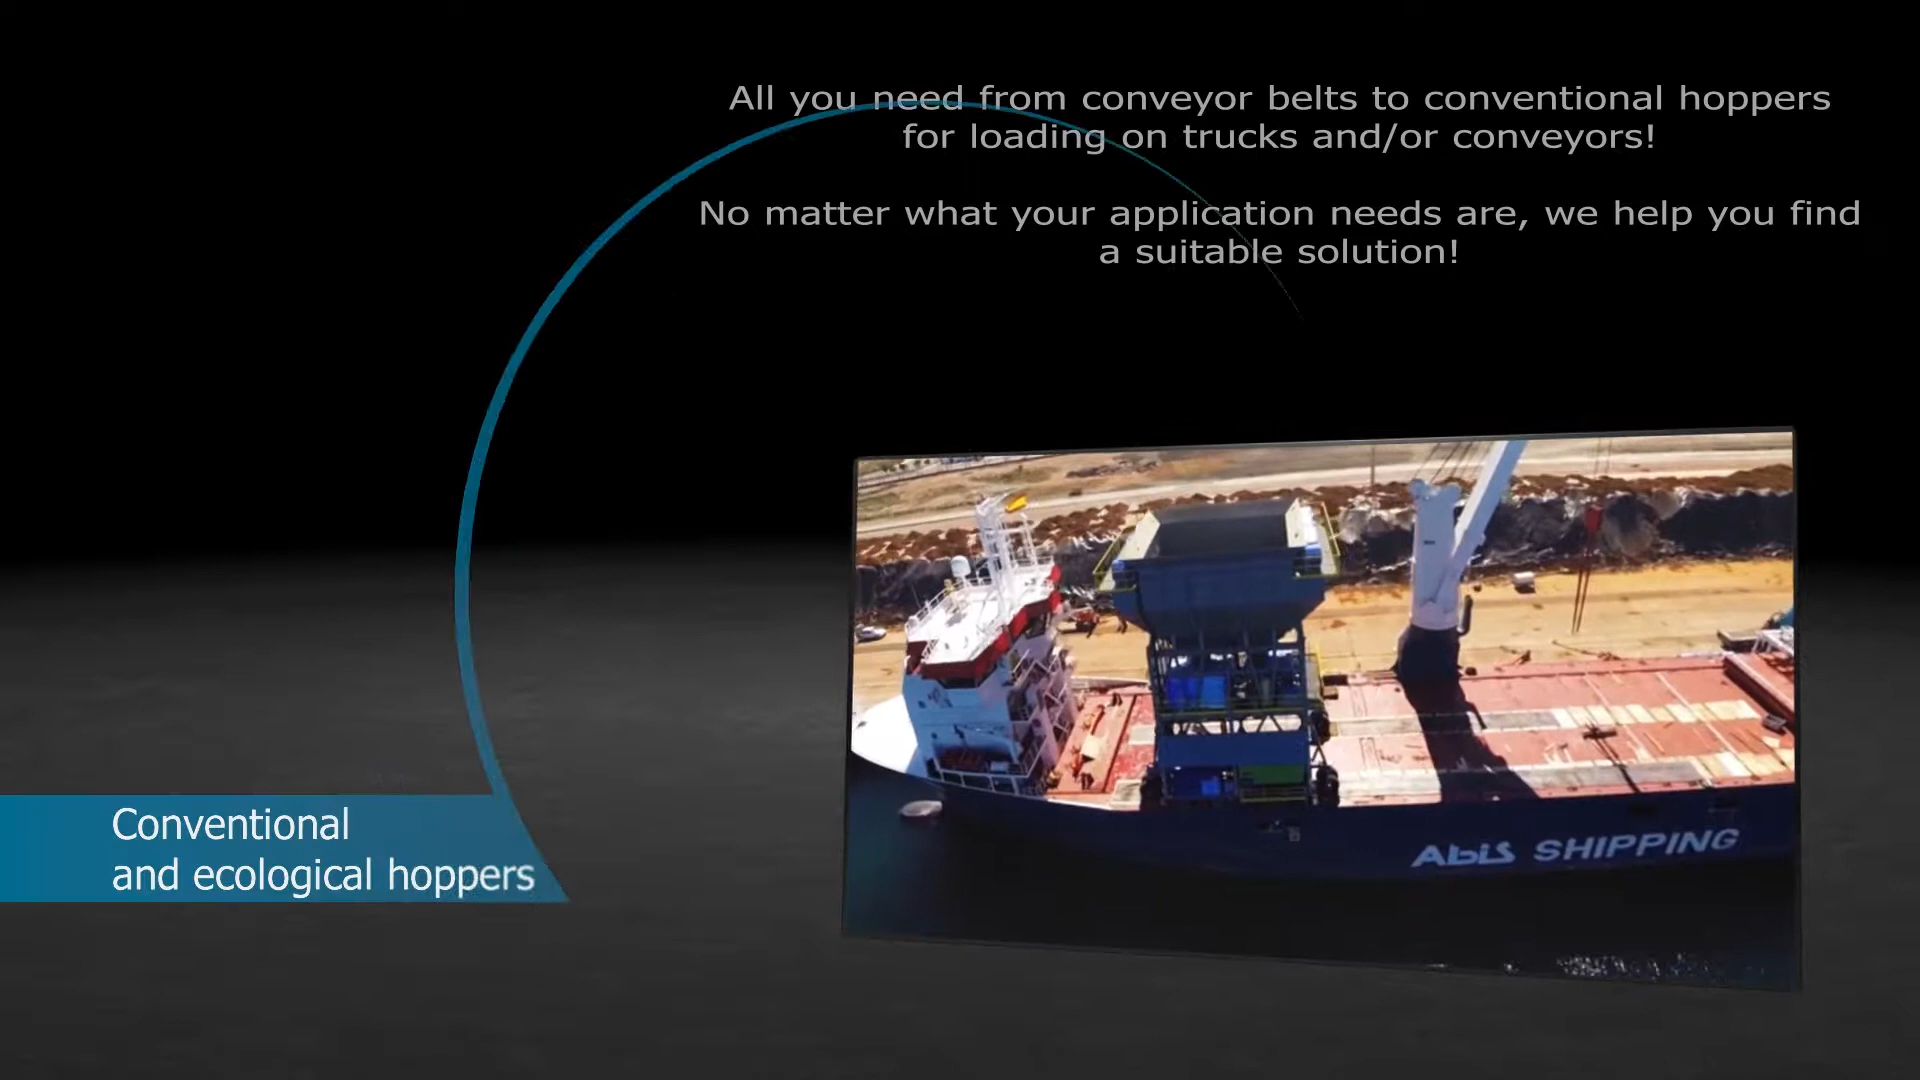 All you need from conveyor belts to conventional hoppers
for loading on trucks and/or conveyors!
No matter what your application needs are, we help you find
a suitable solution!
Conventional
and ecological hoppers
Abis SHIPPING